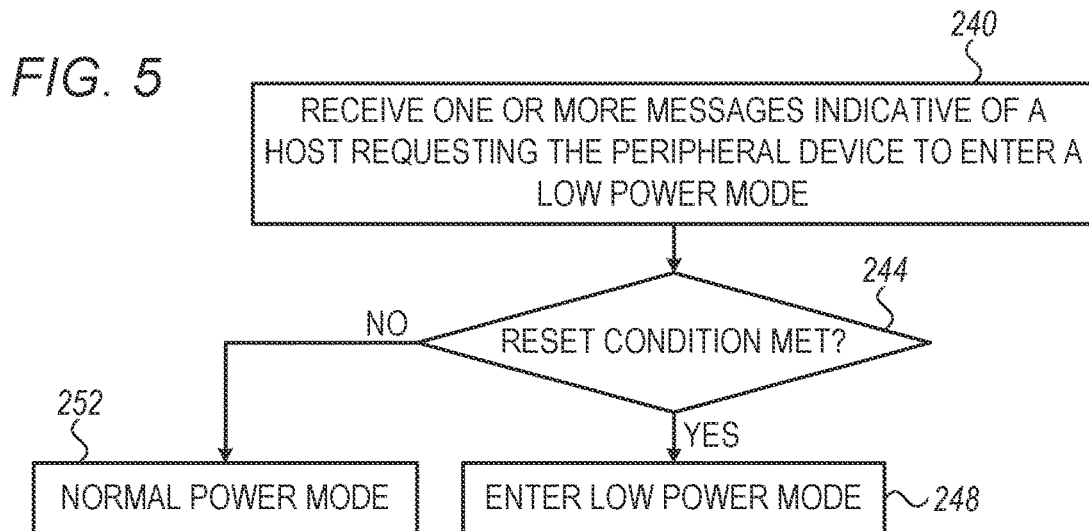 FIG. 5
240
RECEIVE ONE OR MORE MESSAGES INDICATIVE OF A
HOST REQUESTING THE PERIPHERAL DEVICE TO ENTER A
LOW POWER MODE
244
RESET CONDITION MET?
NO
YES
252
NORMAL POWER MODE
ENTER LOW POWER MODE
248